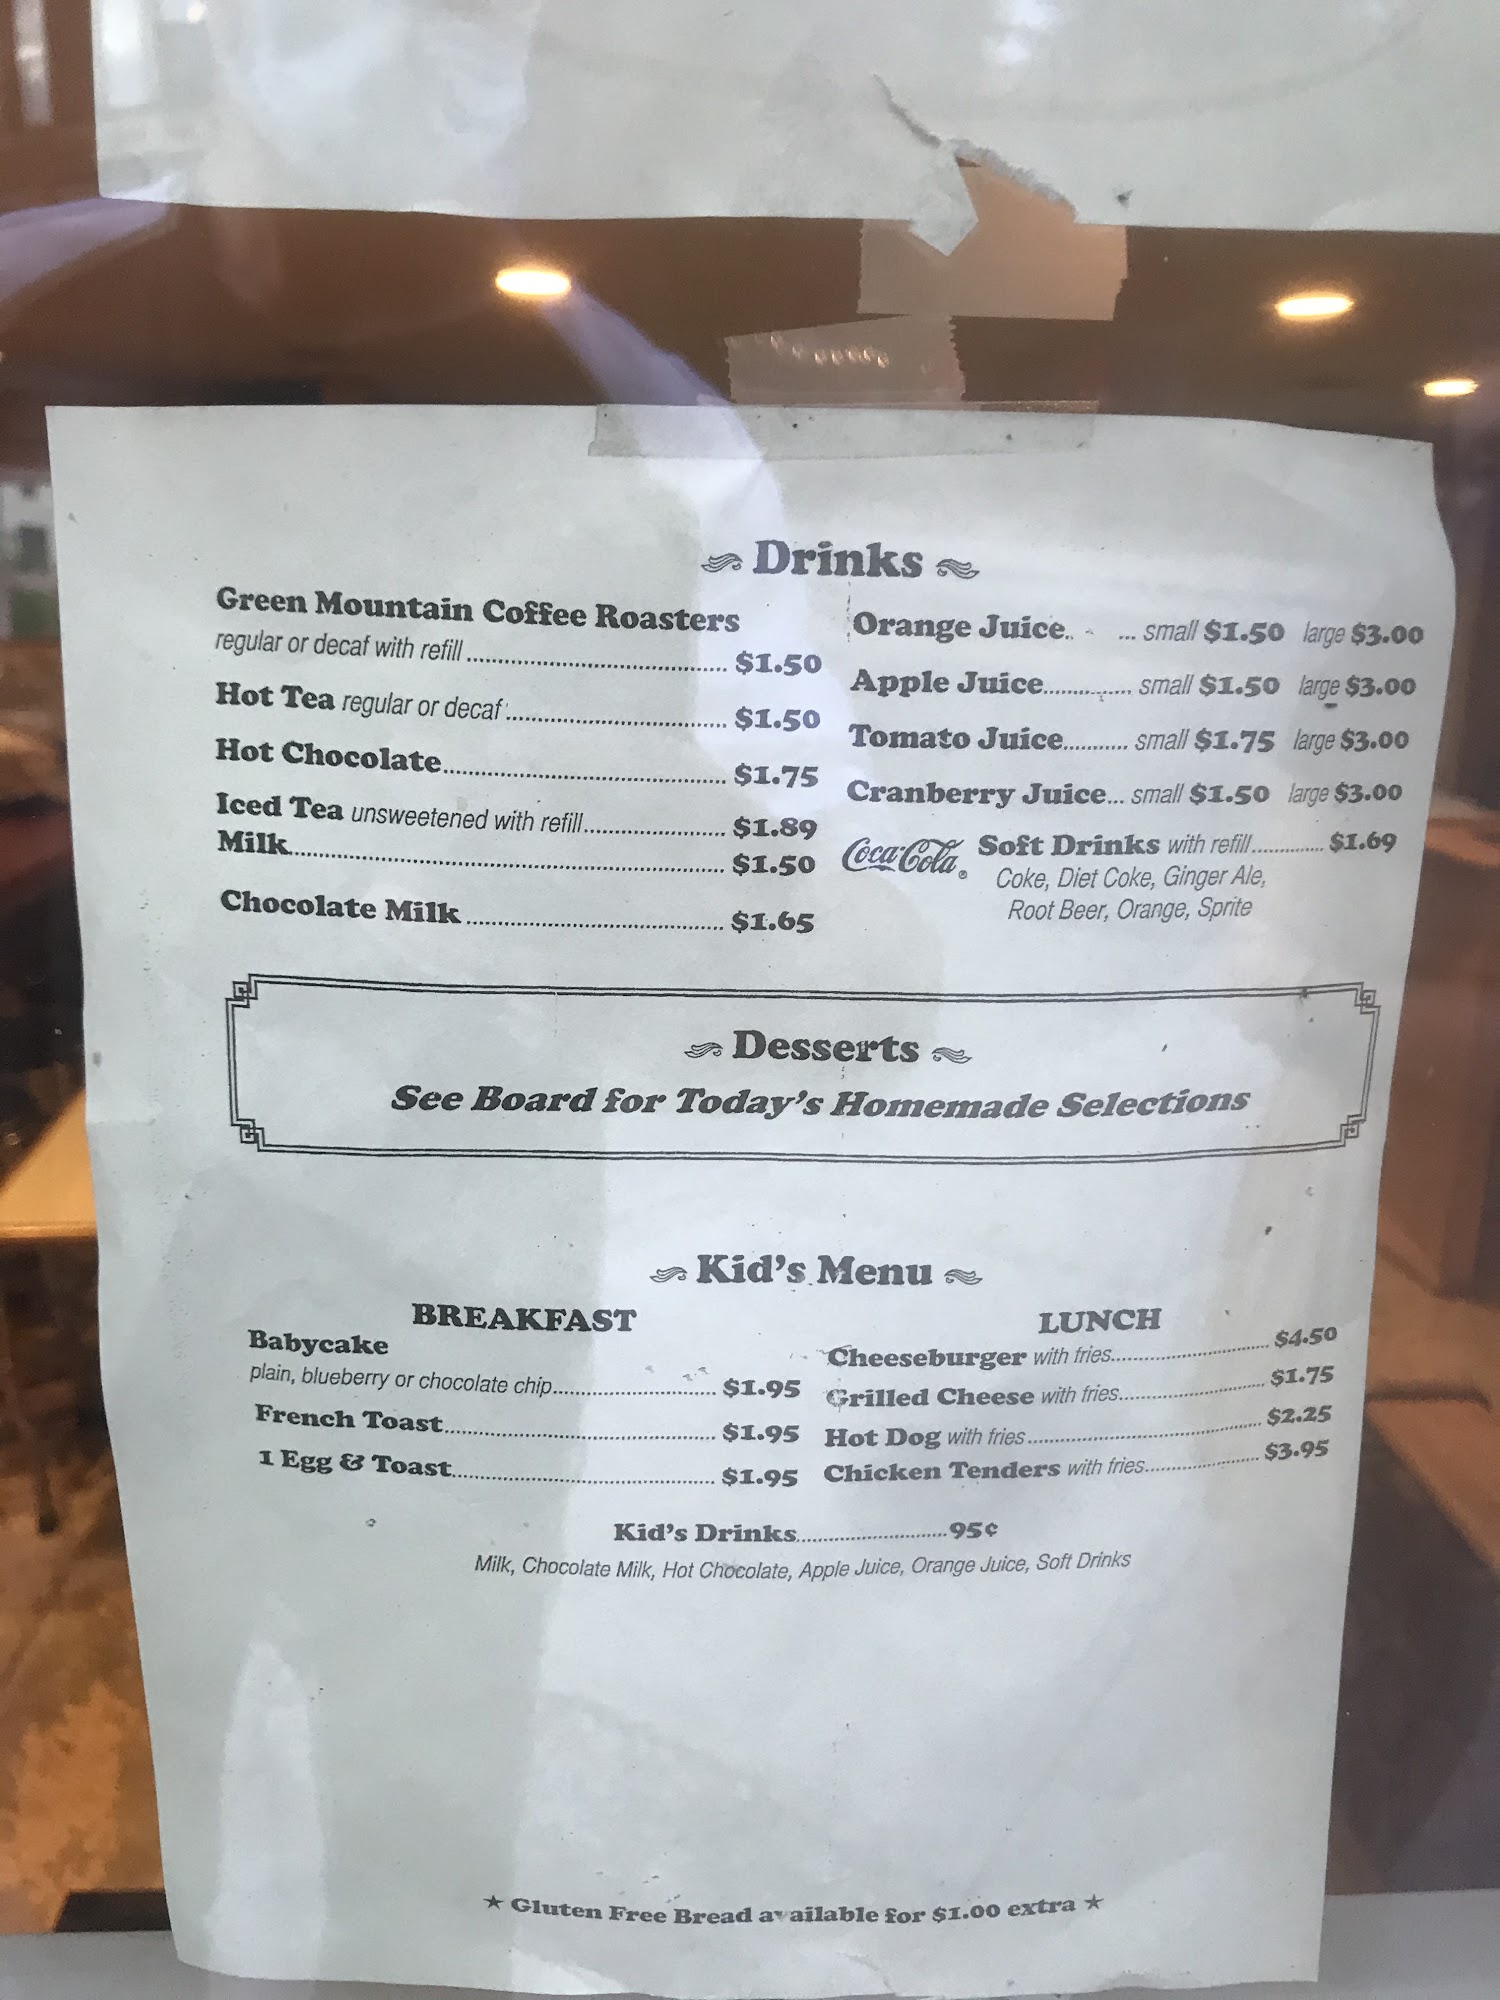 Drinks
Green Mountain Coffee Roasters
regular or decaf with refill ........ $1.50
Hot Tea regular or decaf ........ $1.50
Hot Chocolate ........ $1.75
Iced Tea unsweetened with refill ........ $1.89
Milk ........ $1.50
Chocolate Milk ........ $1.65
Orange Juice.. ... small $1.50 large $3.00
Apple Juice ........ small $1.50 large $3.00
Tomato Juice ........ small $1.75 large $3.00
Cranberry Juice... small $1.50 large $3.00
Coca-Cola® Soft Drinks with refill ........ $1.69
Coke, Diet Coke, Ginger Ale,
Root Beer, Orange, Sprite
Desserts
See Board for Today's Homemade Selections
Kid's Menu
BREAKFAST
Babycake
plain, blueberry or chocolate chip ........ $1.95
French Toast ........ $1.95
1 Egg & Toast ........ $1.95
LUNCH
Cheeseburger with fries ........ $4.50
Grilled Cheese with fries ........ $1.75
Hot Dog with fries ........ $2.25
Chicken Tenders with fries ........ $3.95
Kid's Drinks ........ 95¢
Milk, Chocolate Milk, Hot Chocolate, Apple Juice, Orange Juice, Soft Drinks
★ Gluten Free Bread available for $1.00 extra ★